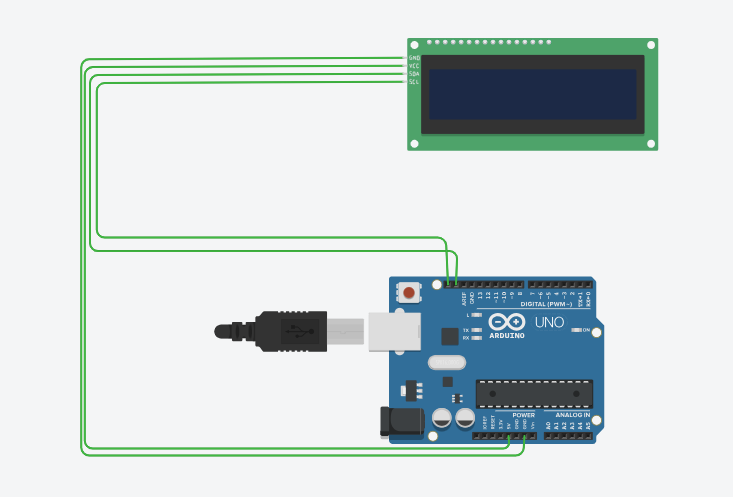 GND
VCC
SDA
SCL
AREF
GND
13
12
~11
~10
~9
8
7
~6
~5
4
~3
2
TX→1
RX←0
DIGITAL (PWM~)
L
TX
RX
UNO
ARDUINO
ON
POWER
ANALOG IN
IOREF
RESET
3.3V
5V
GND
GND
Vin
A0
A1
A2
A3
A4
A5